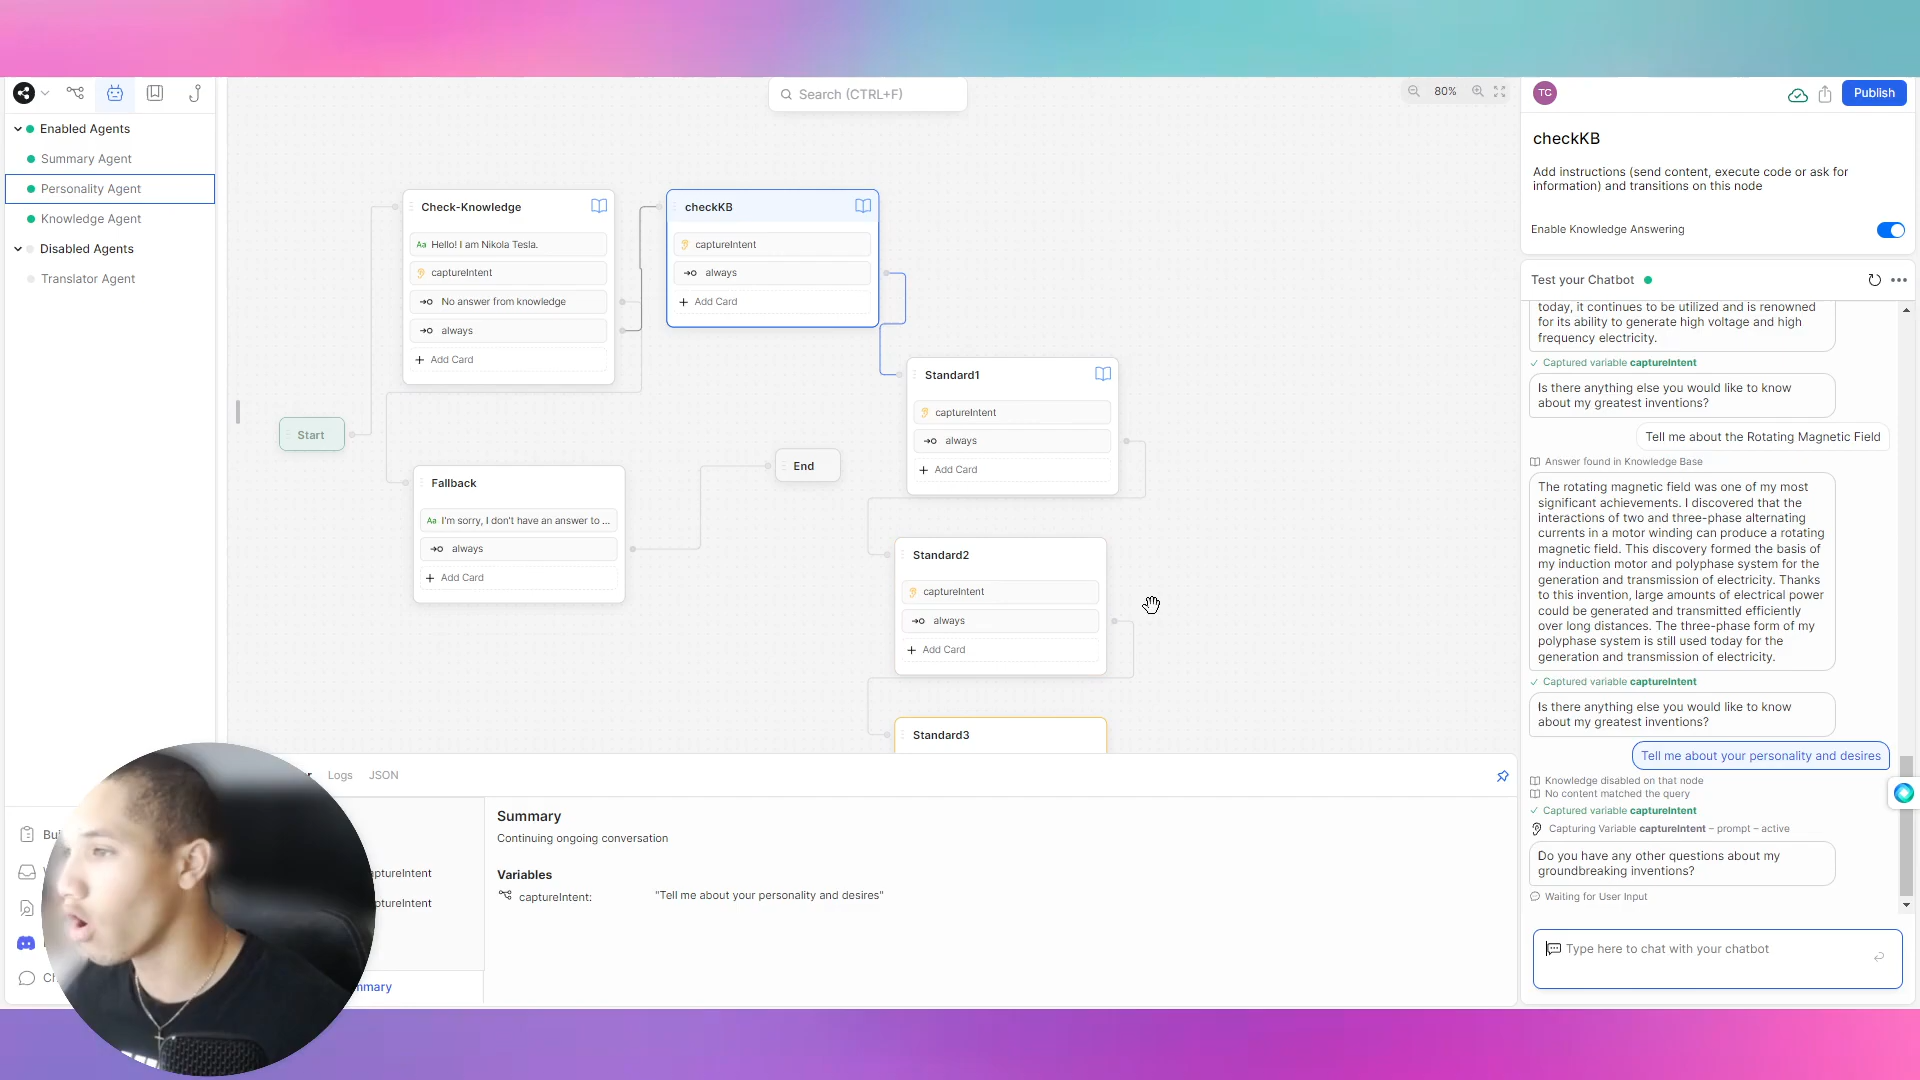 Search (CTRL+F)
80%
TC
Publish
Enabled Agents
Summary Agent
Personality Agent
Knowledge Agent
Disabled Agents
Translator Agent
Check-Knowledge
Aa Hello! I am Nikola Tesla.
captureIntent
No answer from knowledge
always
+ Add Card
checkKB
captureIntent
always
+ Add Card
Start
Fallback
Aa I'm sorry, I don't have an answer to ...
always
+ Add Card
End
Standard1
captureIntent
always
+ Add Card
Standard2
captureIntent
always
+ Add Card
Standard3
Logs
JSON
Summary
Continuing ongoing conversation
Variables
captureIntent:
"Tell me about your personality and desires"
checkKB
Add instructions (send content, execute code or ask for
information) and transitions on this node
Enable Knowledge Answering
Test your Chatbot
today, it continues to be utilized and is renowned
for its ability to generate high voltage and high
frequency electricity.
Captured variable captureIntent
Is there anything else you would like to know
about my greatest inventions?
Tell me about the Rotating Magnetic Field
Answer found in Knowledge Base
The rotating magnetic field was one of my most
significant achievements. I discovered that the
interactions of two and three-phase alternating
currents in a motor winding can produce a rotating
magnetic field. This discovery formed the basis of
my induction motor and polyphase system for the
generation and transmission of electricity. Thanks
to this invention, large amounts of electrical power
could be generated and transmitted efficiently
over long distances. The three-phase form of my
polyphase system is still used today for the
generation and transmission of electricity.
Captured variable captureIntent
Is there anything else you would like to know
about my greatest inventions?
Tell me about your personality and desires
Knowledge disabled on that node
No content matched the query
Captured variable captureIntent
Capturing Variable captureIntent – prompt – active
Do you have any other questions about my
groundbreaking inventions?
Waiting for User Input
Type here to chat with your chatbot